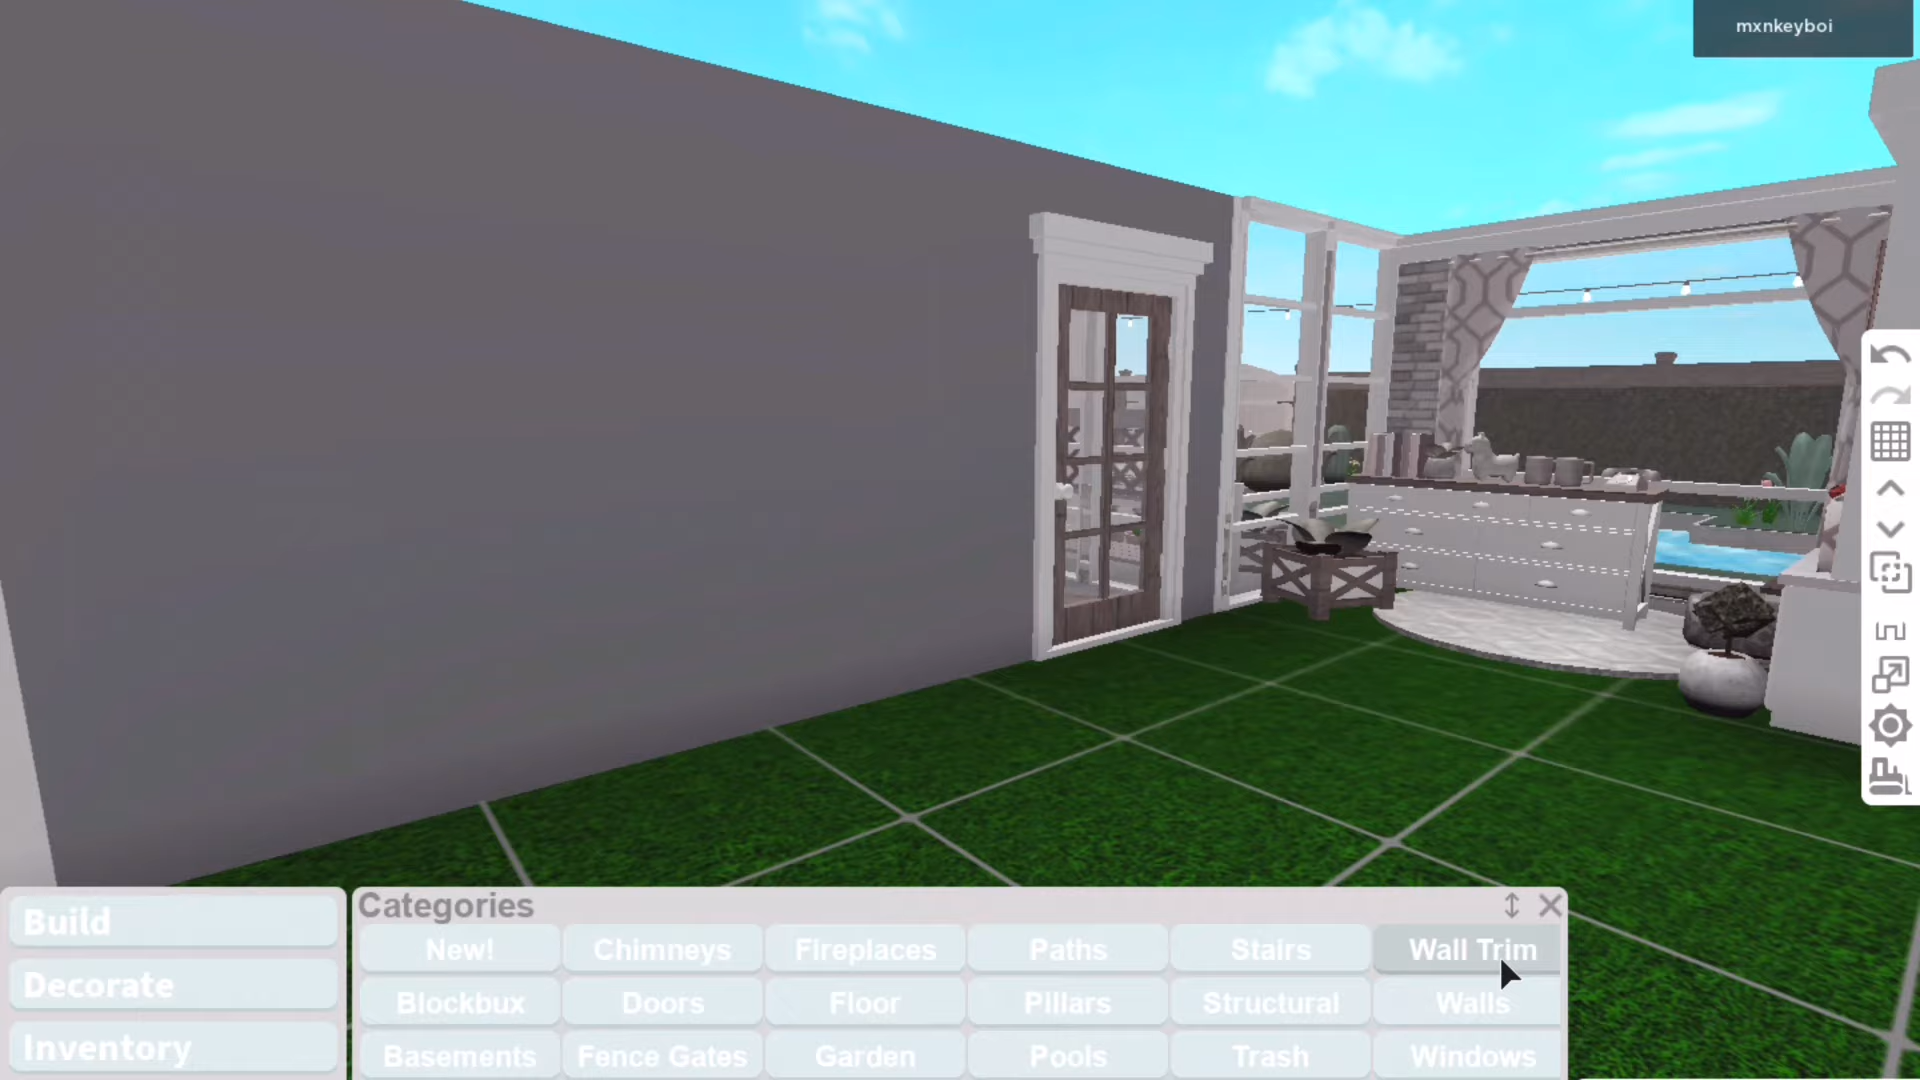 mxnkeyboi
Build
Decorate
Inventory
Categories
New! Chimneys Fireplaces Paths Stairs Wall Trim
Blockbux Doors Floor Pillars Structural Walls
Basements Fence Gates Garden Pools Trash Windows